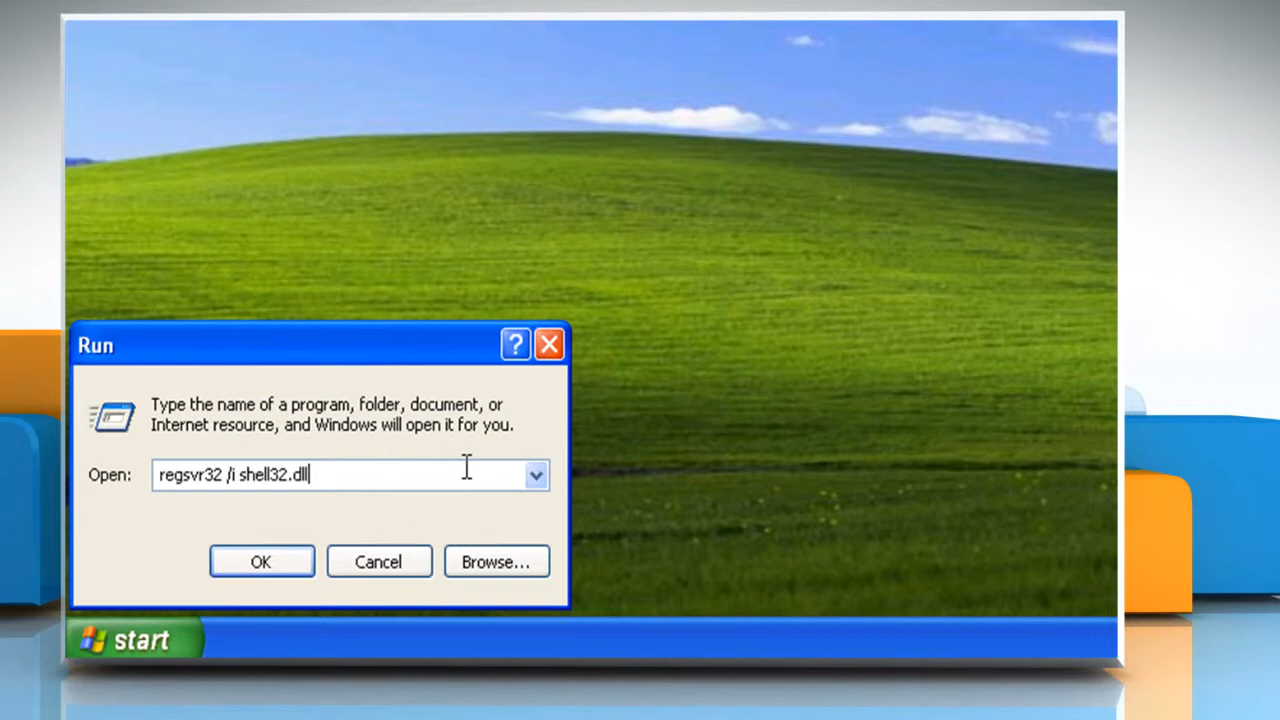 Run
Type the name of a program, folder, document, or
Internet resource, and Windows will open it for you.
Open: regsvr32 /i shell32.dll
OK Cancel Browse...
start